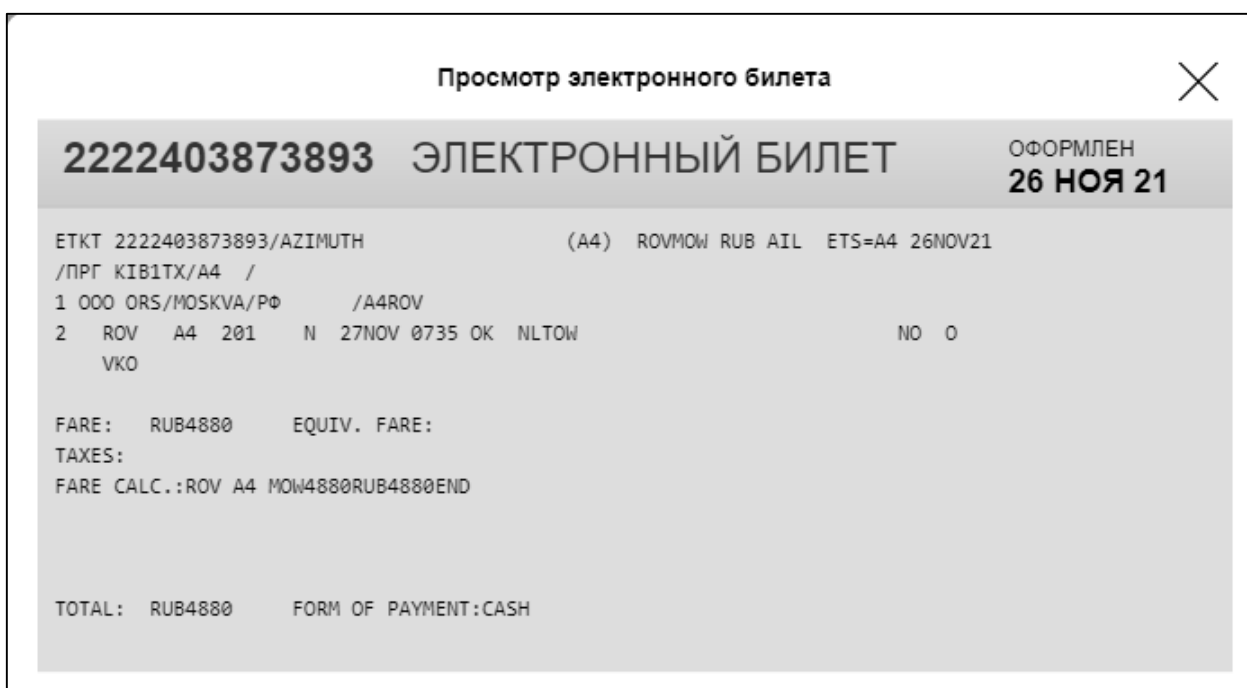 Просмотр электронного билета
2222403873893 ЭЛЕКТРОННЫЙ БИЛЕТ
ОФОРМЛЕН
26 НОЯ 21
ETKT 2222403873893/AZIMUTH (A4) ROVMOW RUB AIL ETS=A4 26NOV21
/ПРГ KIB1TX/A4 /
1 ООО ORS/MOSKVA/РФ /A4ROV
2 ROV A4 201 N 27NOV 0735 OK NLTOW NO O
VKO
FARE: RUB4880 EQUIV. FARE:
TAXES:
FARE CALC.:ROV A4 MOW4880RUB4880END
TOTAL: RUB4880 FORM OF PAYMENT:CASH